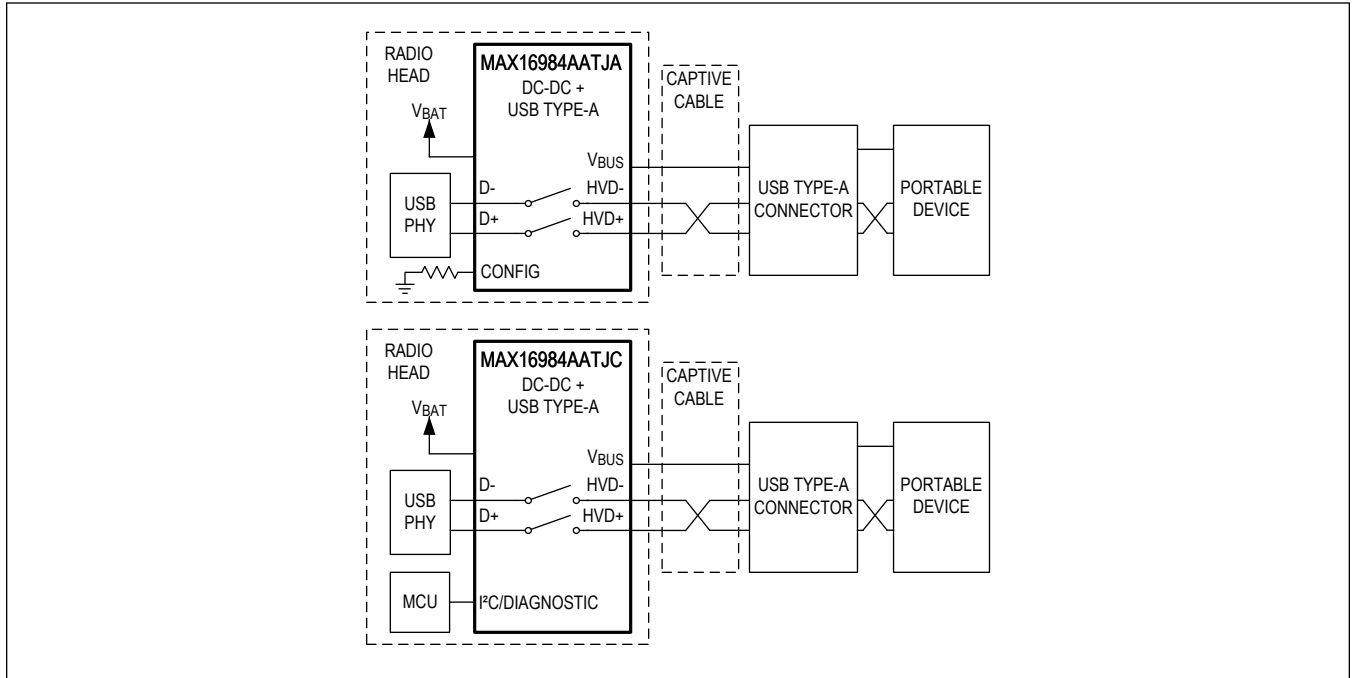 RADIO
HEAD
MAX16984AATJA
DC-DC +
USB TYPE-A
CAPTIVE
CABLE
VBAT
VBUS
USB
PHY
D-
HVD-
D+
HVD+
CONFIG
USB TYPE-A
CONNECTOR
PORTABLE
DEVICE
RADIO
HEAD
MAX16984AATJC
DC-DC +
USB TYPE-A
CAPTIVE
CABLE
VBAT
VBUS
USB
PHY
D-
HVD-
D+
HVD+
USB TYPE-A
CONNECTOR
PORTABLE
DEVICE
MCU
I²C/DIAGNOSTIC